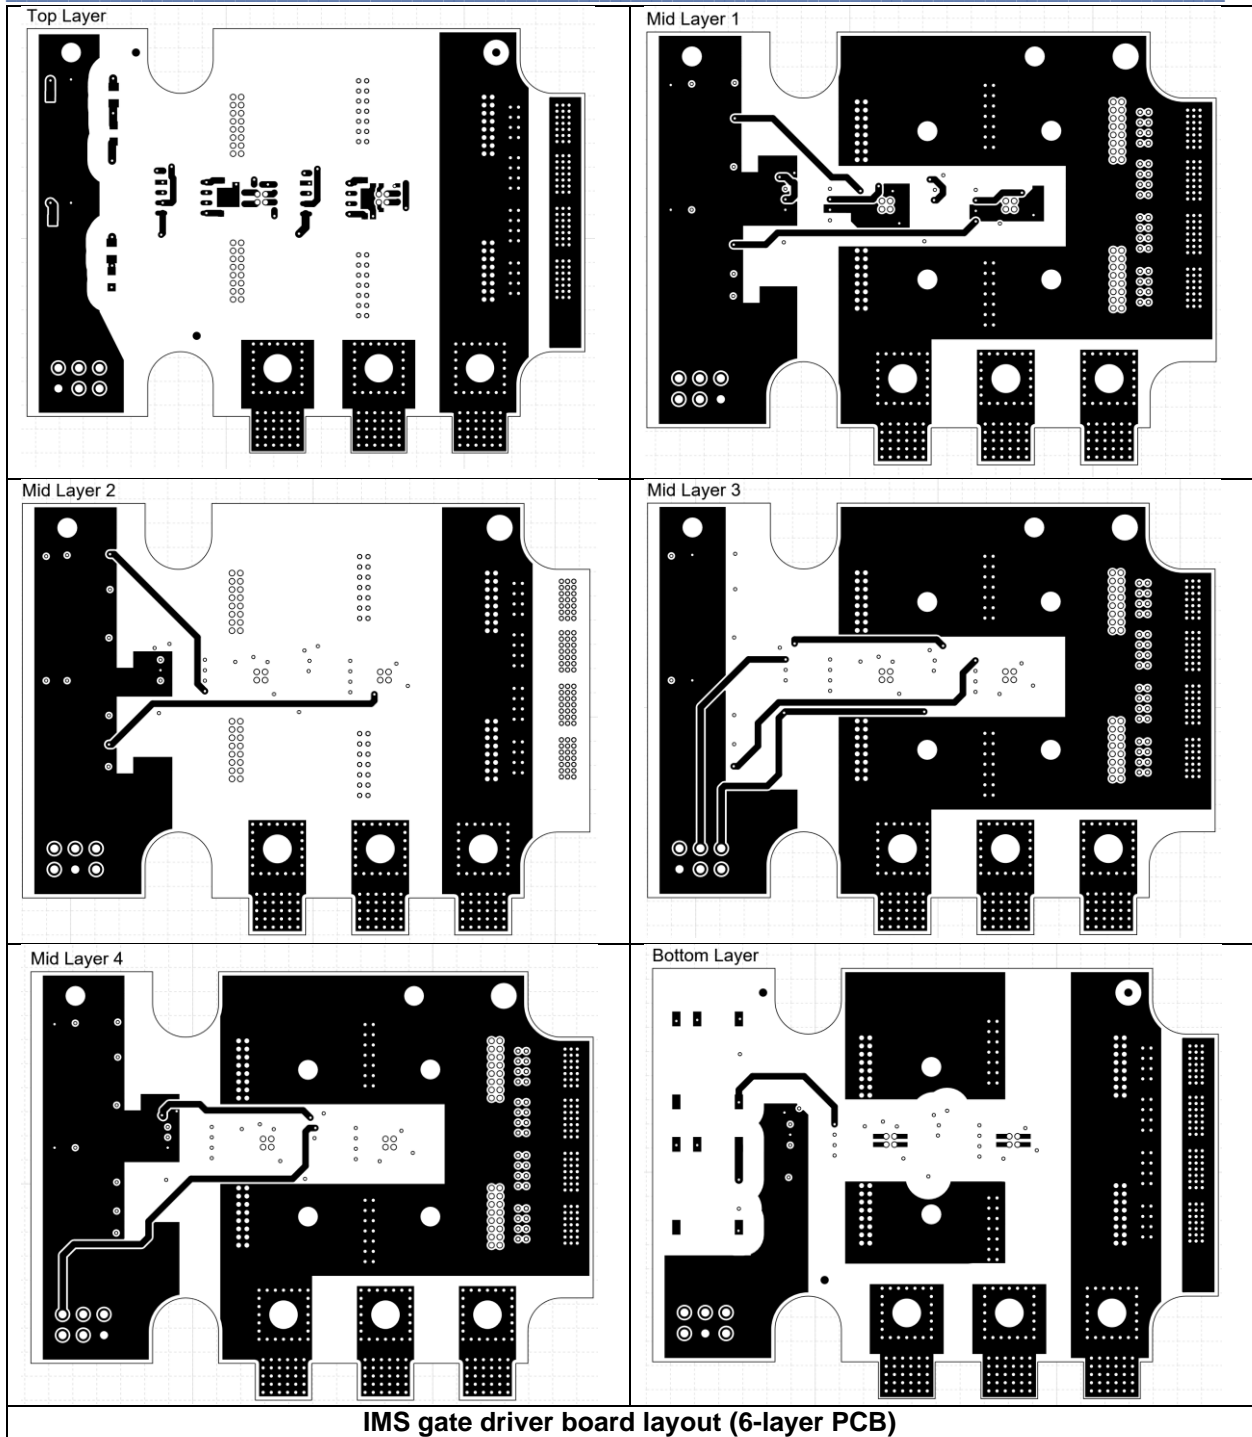 Top Layer
Mid Layer 1
Mid Layer 2
Mid Layer 3
Mid Layer 4
Bottom Layer
IMS gate driver board layout (6-layer PCB)